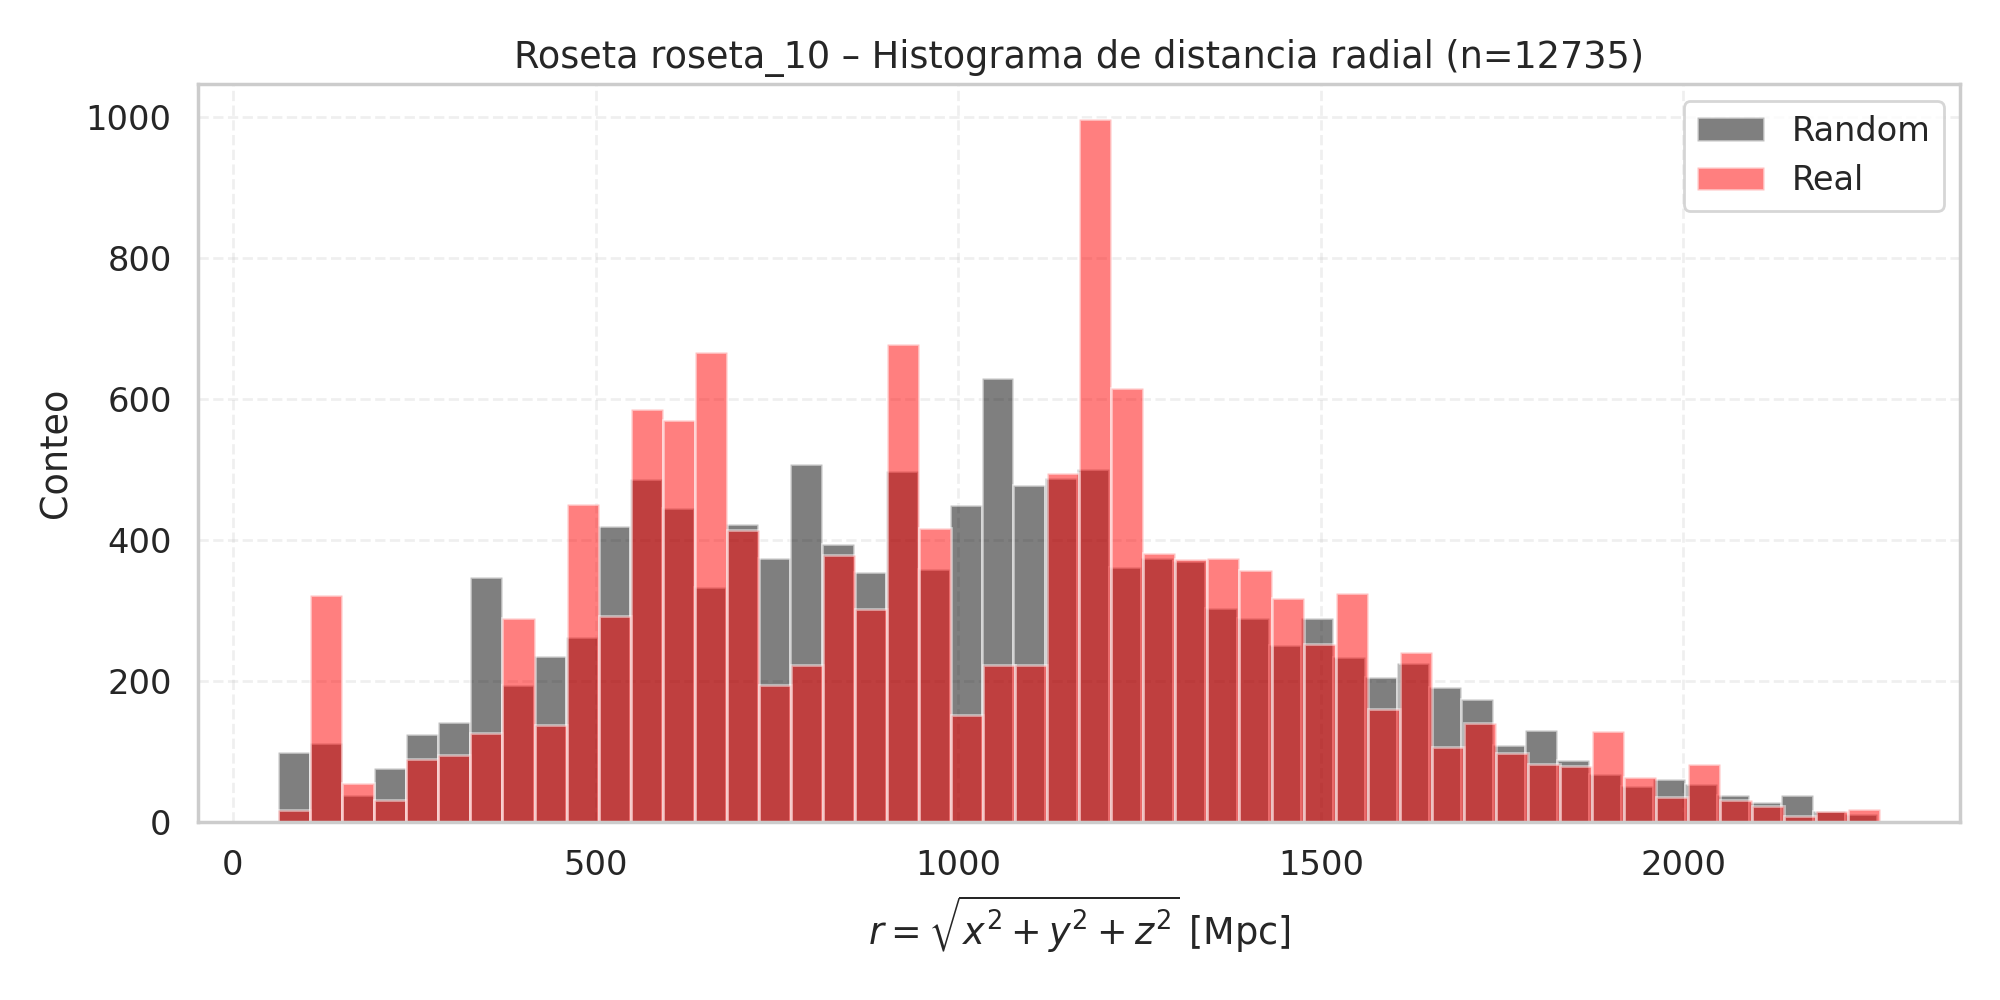 Roseta roseta_10 – Histograma de distancia radial (n=12735)
1000
800
600
400
200
0
Conteo
Random
Real
0 500 1000 1500 2000
r = √x² + y² + z² [Mpc]